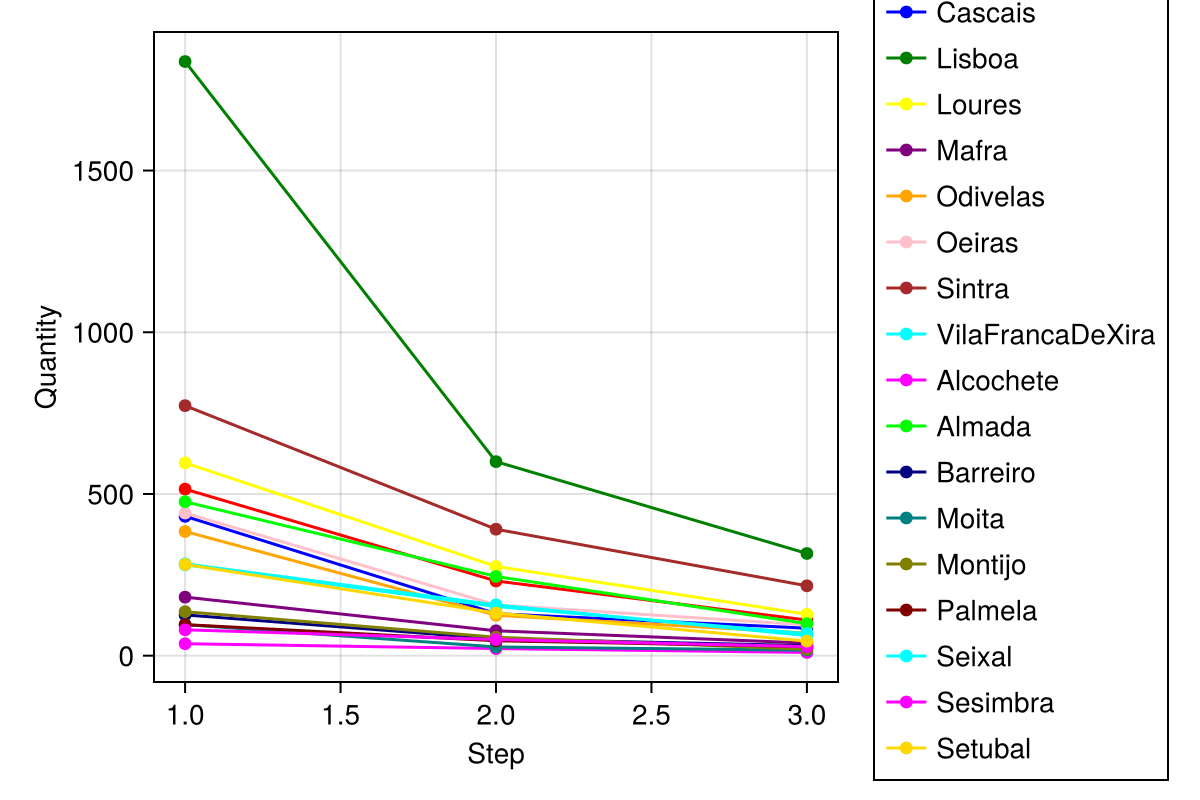 Cascais
Lisboa
Loures
Mafra
Odivelas
Oeiras
Sintra
VilaFrancaDeXira
Alcochete
Almada
Barreiro
Moita
Montijo
Palmela
Seixal
Sesimbra
Setubal
1500
1000
500
0
Quantity
1.0 1.5 2.0 2.5 3.0
Step